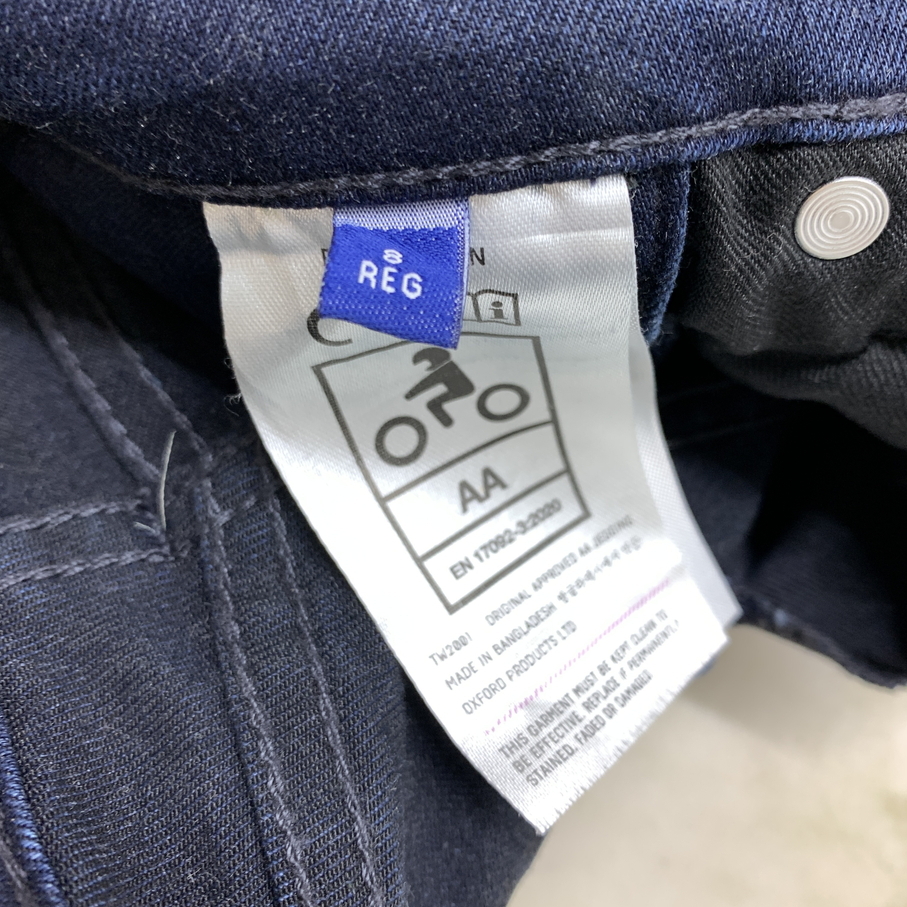 8
REG
AA
EN 17092-3:2020
TW2001 ORIGINAL APPROVED AA JEGGING
MADE IN BANGLADESH
OXFORD PRODUCTS LTD
THIS GARMENT MUST BE KEPT CLEAN TO
BE EFFECTIVE. REPLACE IF PERMANENTLY
STAINED, FADED OR DAMAGED